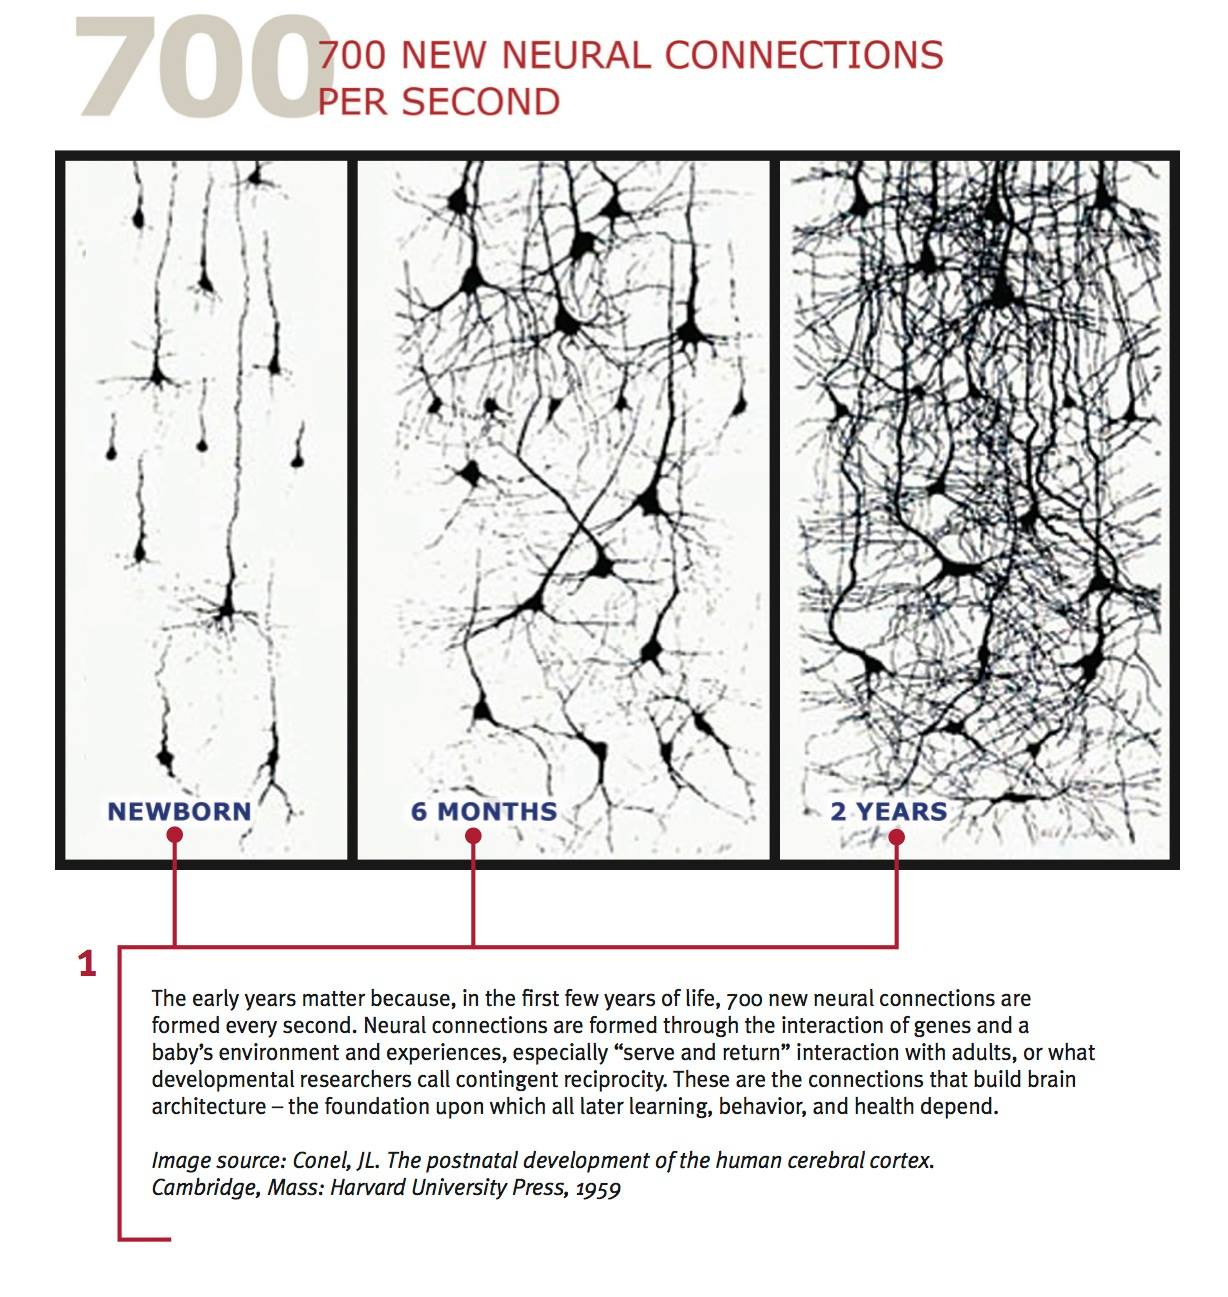 700
700 NEW NEURAL CONNECTIONS
PER SECOND
NEWBORN
6 MONTHS
2 YEARS
1
The early years matter because, in the first few years of life, 700 new neural connections are
formed every second. Neural connections are formed through the interaction of genes and a
baby’s environment and experiences, especially “serve and return” interaction with adults, or what
developmental researchers call contingent reciprocity. These are the connections that build brain
architecture – the foundation upon which all later learning, behavior, and health depend.
Image source: Conel, JL. The postnatal development of the human cerebral cortex.
Cambridge, Mass: Harvard University Press, 1959